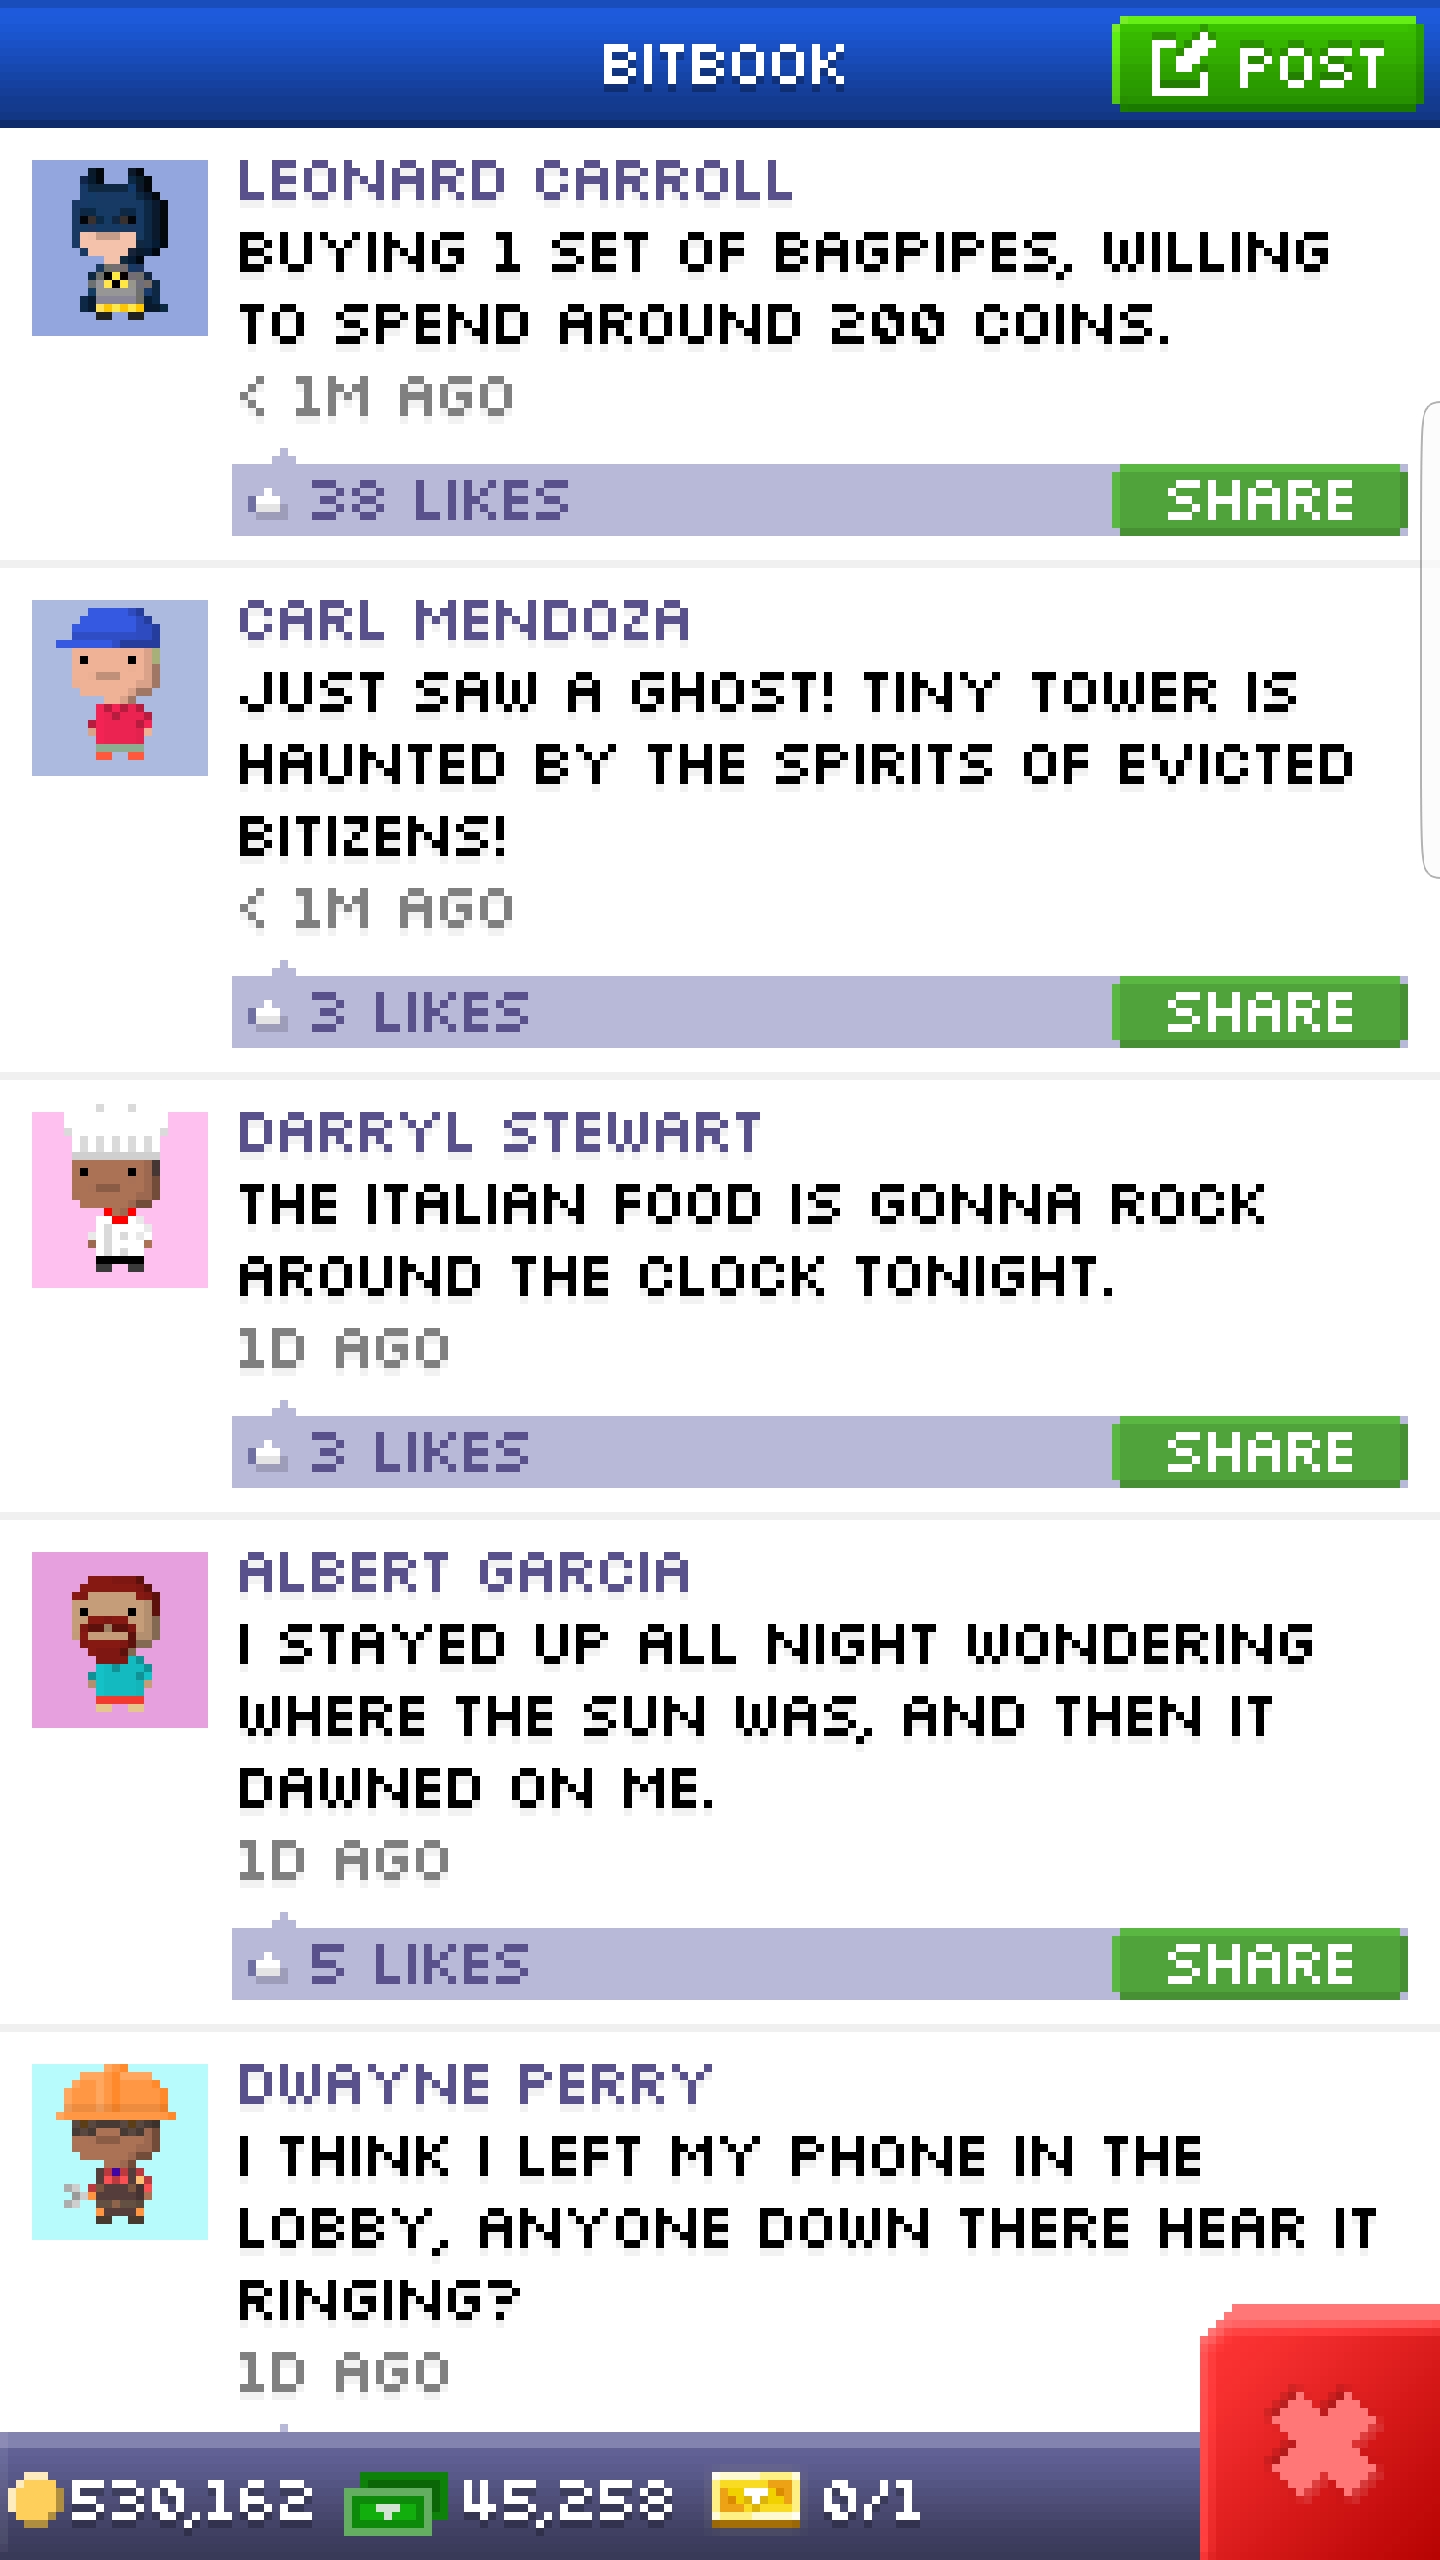 BITBOOK
POST
LEONARD CARROLL
BUYING 1 SET OF BAGPIPES, WILLING
TO SPEND AROUND 200 COINS.
< 1M AGO
38 LIKES
SHARE
CARL MENDOZA
JUST SAW A GHOST! TINY TOWER IS
HAUNTED BY THE SPIRITS OF EVICTED
BITIZENS!
< 1M AGO
3 LIKES
SHARE
DARRYL STEWART
THE ITALIAN FOOD IS GONNA ROCK
AROUND THE CLOCK TONIGHT.
1D AGO
3 LIKES
SHARE
ALBERT GARCIA
I STAYED UP ALL NIGHT WONDERING
WHERE THE SUN WAS, AND THEN IT
DAWNED ON ME.
1D AGO
5 LIKES
SHARE
DWAYNE PERRY
I THINK I LEFT MY PHONE IN THE
LOBBY, ANYONE DOWN THERE HEAR IT
RINGING?
1D AGO
530,162
45,258
0/1